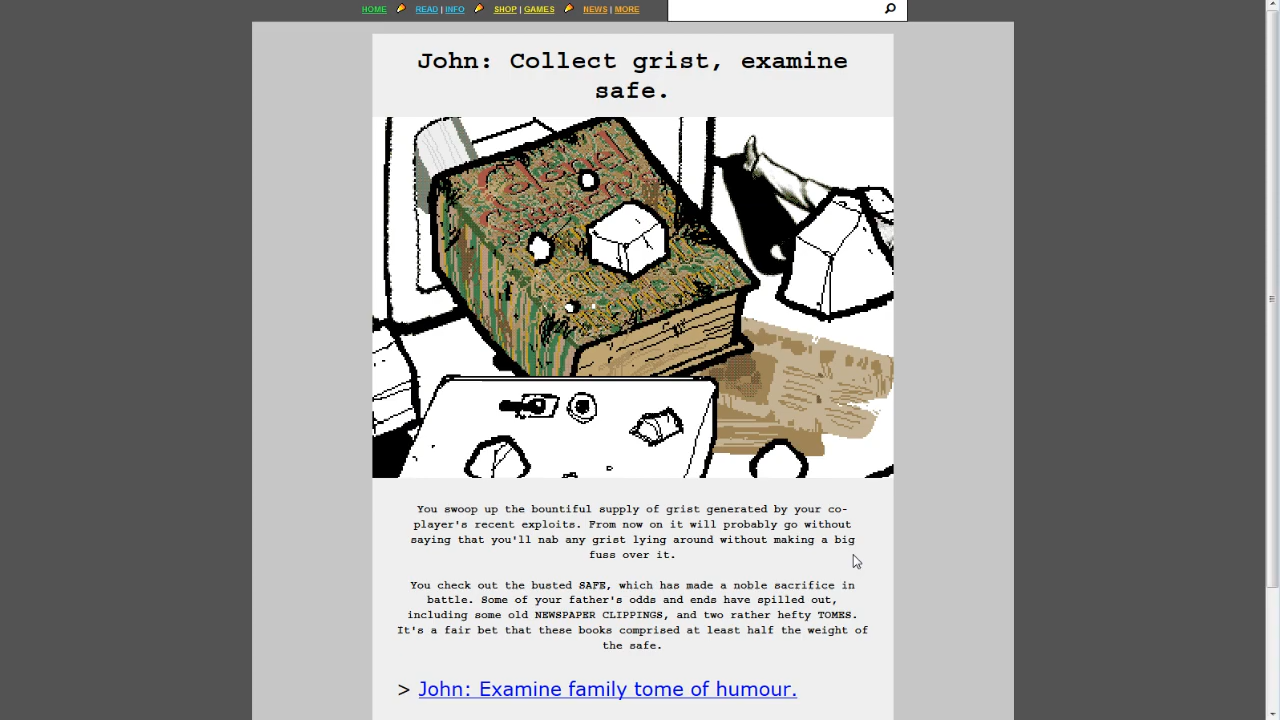 HOME READ | INFO SHOP | GAMES NEWS | MORE
John: Collect grist, examine
safe.
You swoop up the bountiful supply of grist generated by your co-
player's recent exploits. From now on it will probably go without
saying that you'll nab any grist lying around without making a big
fuss over it.
You check out the busted SAFE, which has made a noble sacrifice in
battle. Some of your father's odds and ends have spilled out,
including some old NEWSPAPER CLIPPINGS, and two rather hefty TOMES.
It's a fair bet that these books comprised at least half the weight of
the safe.
> John: Examine family tome of humour.